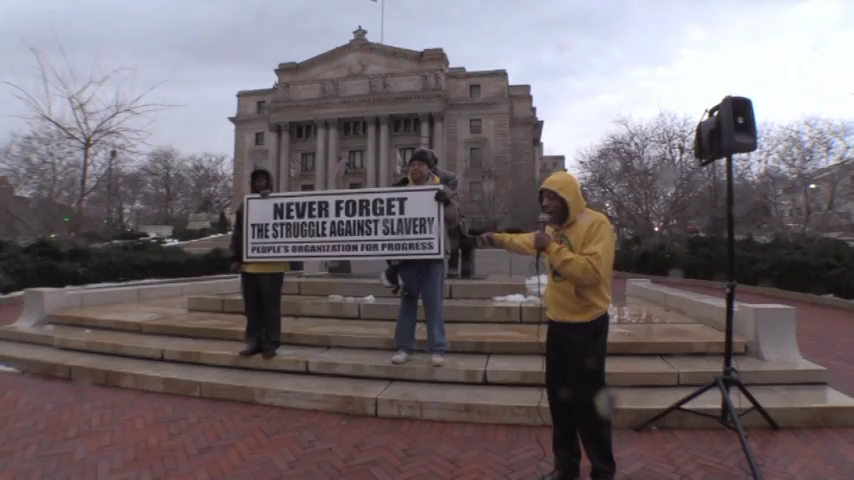 NEVER FORGET
THE STRUGGLE AGAINST SLAVERY
PEOPLE'S ORGANIZATION FOR PROGRESS